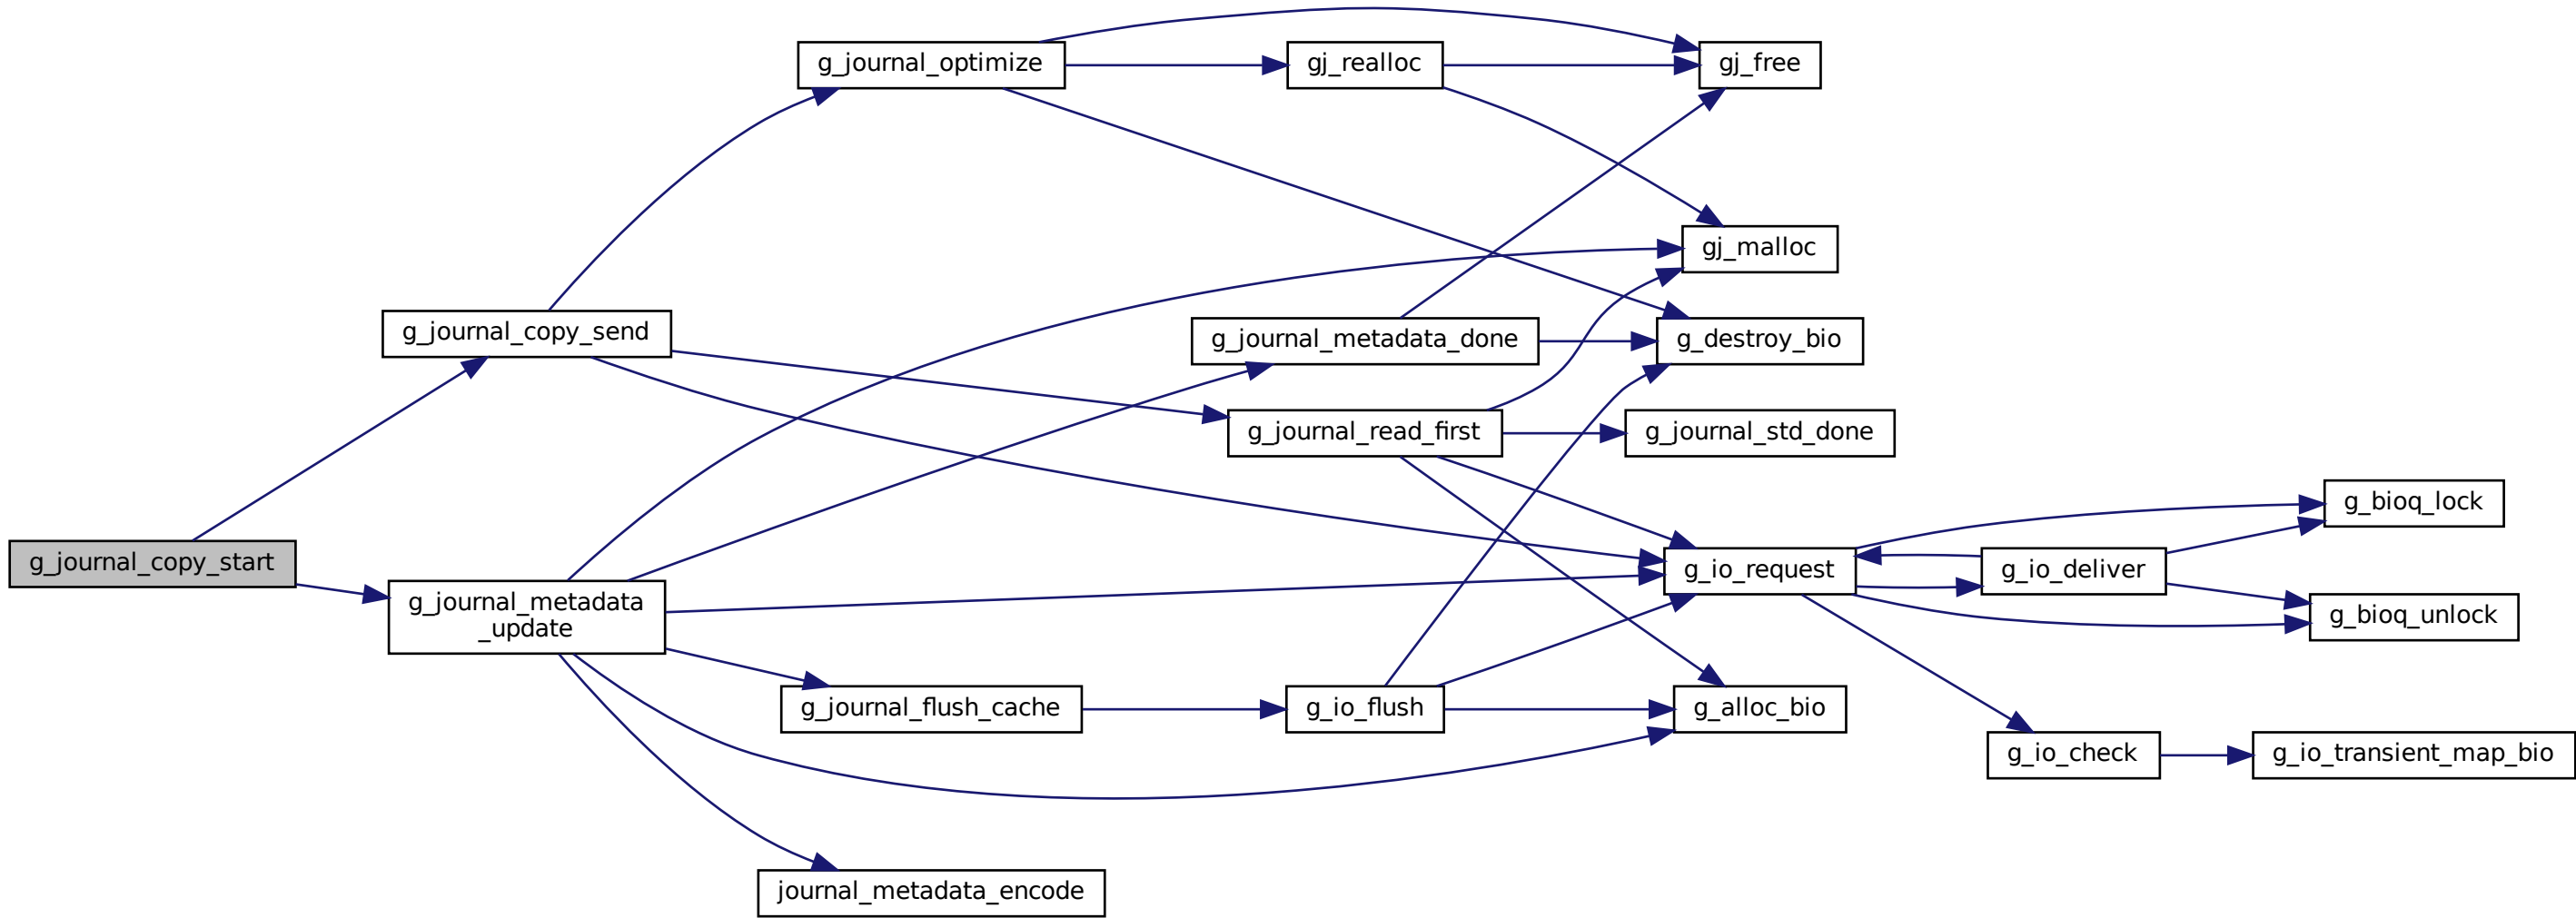 g_journal_optimize
gj_realloc
gj_free
gj_malloc
g_journal_copy_send
g_journal_metadata_done
g_destroy_bio
g_journal_read_first
g_journal_std_done
g_bioq_lock
g_journal_copy_start
g_io_request
g_io_deliver
g_journal_metadata
_update
g_bioq_unlock
g_journal_flush_cache
g_io_flush
g_alloc_bio
g_io_check
g_io_transient_map_bio
journal_metadata_encode